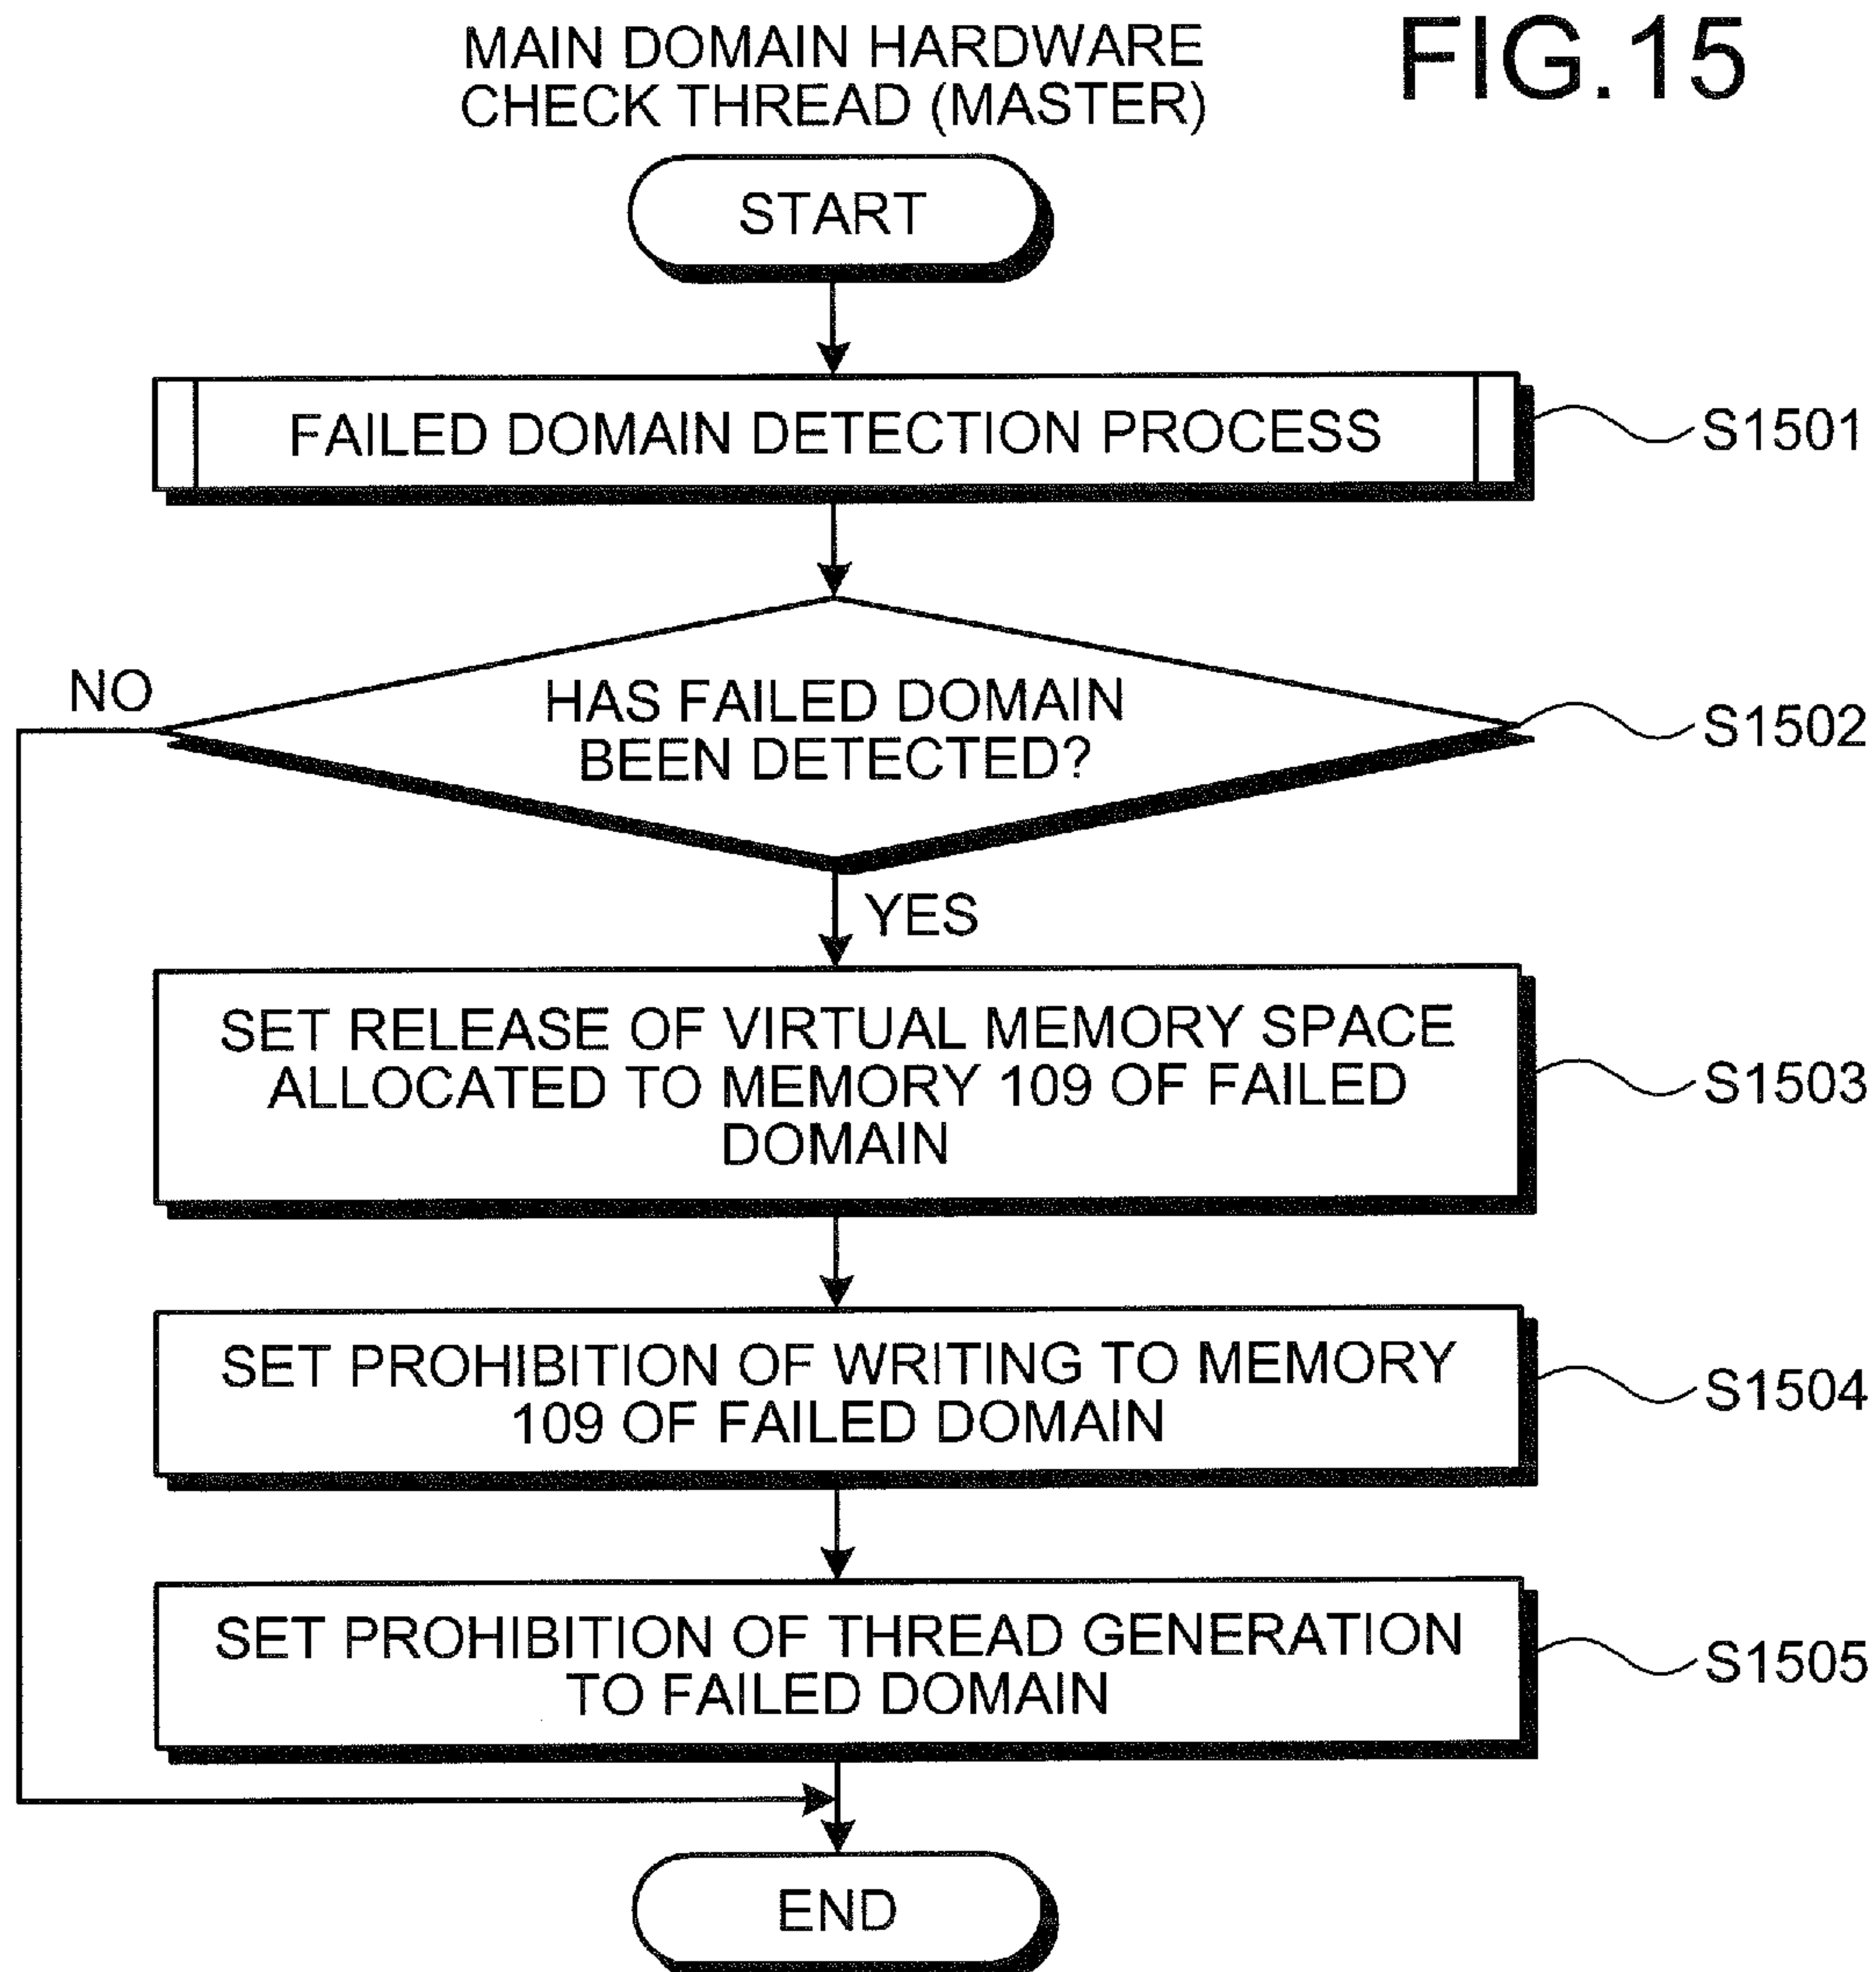 FIG.15
MAIN DOMAIN HARDWARE
CHECK THREAD (MASTER)
START
FAILED DOMAIN DETECTION PROCESS
S1501
NO
HAS FAILED DOMAIN
BEEN DETECTED?
S1502
YES
SET RELEASE OF VIRTUAL MEMORY SPACE
ALLOCATED TO MEMORY 109 OF FAILED
DOMAIN
S1503
SET PROHIBITION OF WRITING TO MEMORY
109 OF FAILED DOMAIN
S1504
SET PROHIBITION OF THREAD GENERATION
TO FAILED DOMAIN
S1505
END